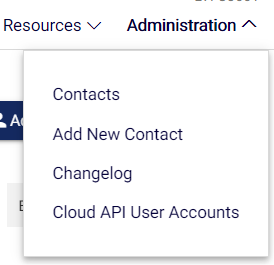 Resources Administration
Contacts
Add New Contact
Changelog
Cloud API User Accounts